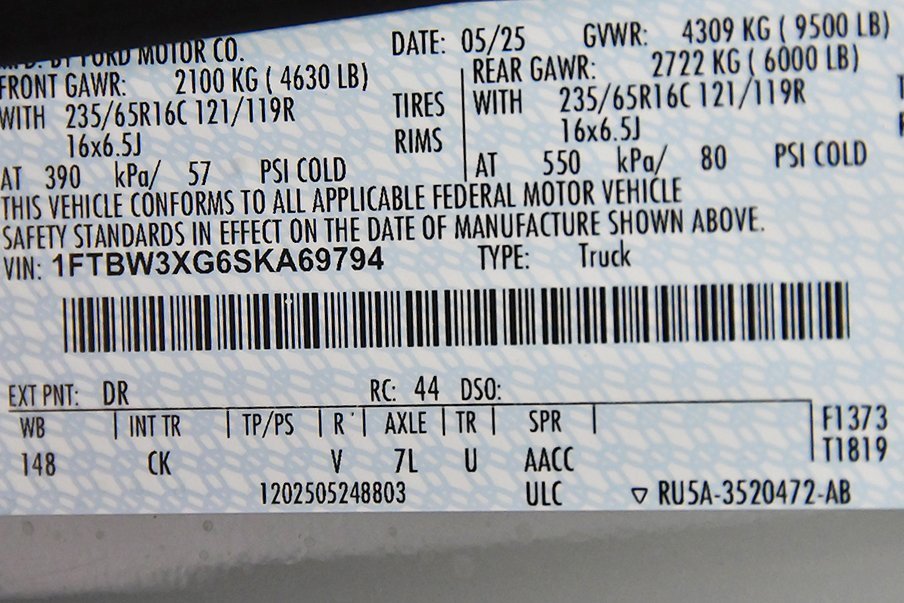 MFD. BY FORD MOTOR CO.
DATE: 05/25 GVWR: 4309 KG ( 9500 LB)
FRONT GAWR: 2100 KG ( 4630 LB) REAR GAWR: 2722 KG ( 6000 LB)
WITH 235/65R16C 121/119R TIRES WITH 235/65R16C 121/119R
16x6.5J RIMS 16x6.5J
AT 390 kPa/ 57 PSI COLD AT 550 kPa/ 80 PSI COLD
THIS VEHICLE CONFORMS TO ALL APPLICABLE FEDERAL MOTOR VEHICLE
SAFETY STANDARDS IN EFFECT ON THE DATE OF MANUFACTURE SHOWN ABOVE.
VIN: 1FTBW3XG6SKA69794 TYPE: Truck
EXT PNT: DR RC: 44 DSO:
WB INT TR TP/PS R AXLE TR SPR F1373
148 CK V 7L U AACC T1819
1202505248803 ULC ▽ RU5A-3520472-AB